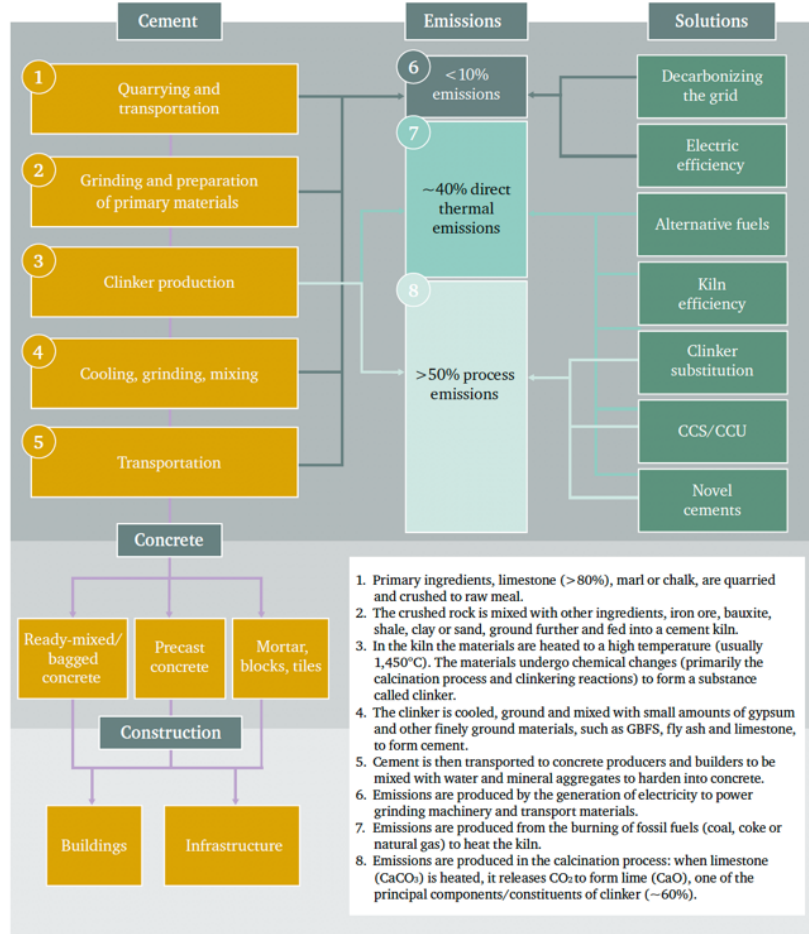 Cement
Emissions
Solutions
1
Quarrying and
transportation
2
Grinding and preparation
of primary materials
3
Clinker production
4
Cooling, grinding, mixing
5
Transportation
6
<10%
emissions
7
~40% direct
thermal
emissions
8
>50% process
emissions
Decarbonizing
the grid
Electric
efficiency
Alternative fuels
Kiln
efficiency
Clinker
substitution
CCS/CCU
Novel
cements
Concrete
Ready-mixed/
bagged
concrete
Precast
concrete
Mortar,
blocks, tiles
Construction
Buildings
Infrastructure
1. Primary ingredients, limestone (>80%), marl or chalk, are quarried
and crushed to raw meal.
2. The crushed rock is mixed with other ingredients, iron ore, bauxite,
shale, clay or sand, ground further and fed into a cement kiln.
3. In the kiln the materials are heated to a high temperature (usually
1,450°C). The materials undergo chemical changes (primarily the
calcination process and clinkering reactions) to form a substance
called clinker.
4. The clinker is cooled, ground and mixed with small amounts of gypsum
and other finely ground materials, such as GBFS, fly ash and limestone,
to form cement.
5. Cement is then transported to concrete producers and builders to be
mixed with water and mineral aggregates to harden into concrete.
6. Emissions are produced by the generation of electricity to power
grinding machinery and transport materials.
7. Emissions are produced from the burning of fossil fuels (coal, coke or
natural gas) to heat the kiln.
8. Emissions are produced in the calcination process: when limestone
(CaCO₃) is heated, it releases CO₂ to form lime (CaO), one of the
principal components/constituents of clinker (~60%).